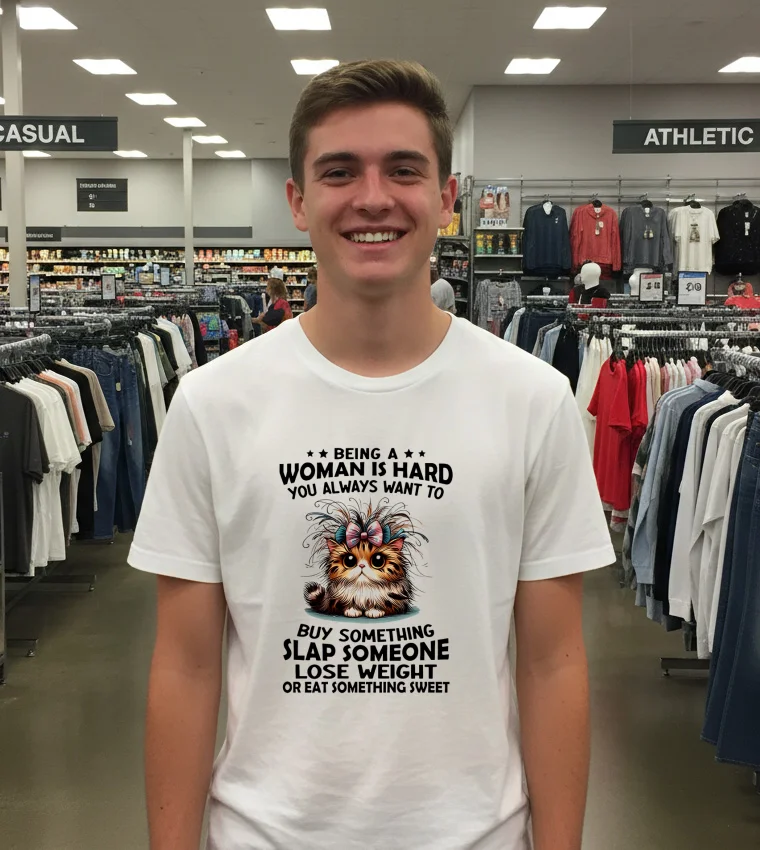 CASUAL
ATHLETIC
★ ★ BEING A ★ ★
WOMAN IS HARD
YOU ALWAYS WANT TO
BUY SOMETHING
SLAP SOMEONE
LOSE WEIGHT
OR EAT SOMETHING SWEET